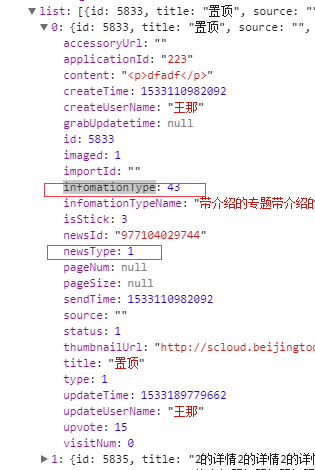 ▼ list: [{id: 5833, title: "置顶", source: "",
▼ 0: {id: 5833, title: "置顶", source: "",
accessoryUrl: ""
applicationId: "223"
content: "<p>dfadf</p>"
createTime: 1533110982092
createUserName: "王那"
grabUpdatetime: null
id: 5833
imaged: 1
importId: ""
infomationType: 43
infomationTypeName: "带介绍的专题带介绍的
isStick: 3
newsId: "977104029744"
newsType: 1
pageNum: null
pageSize: null
sendTime: 1533110982092
source: ""
status: 1
thumbnailUrl: "http://scloud.beijingtoo
title: "置顶"
type: 1
updateTime: 1533189779662
updateUserName: "王那"
upvote: 15
visitNum: 0
▶ 1: {id: 5835, title: "2的详情2的详情2的详